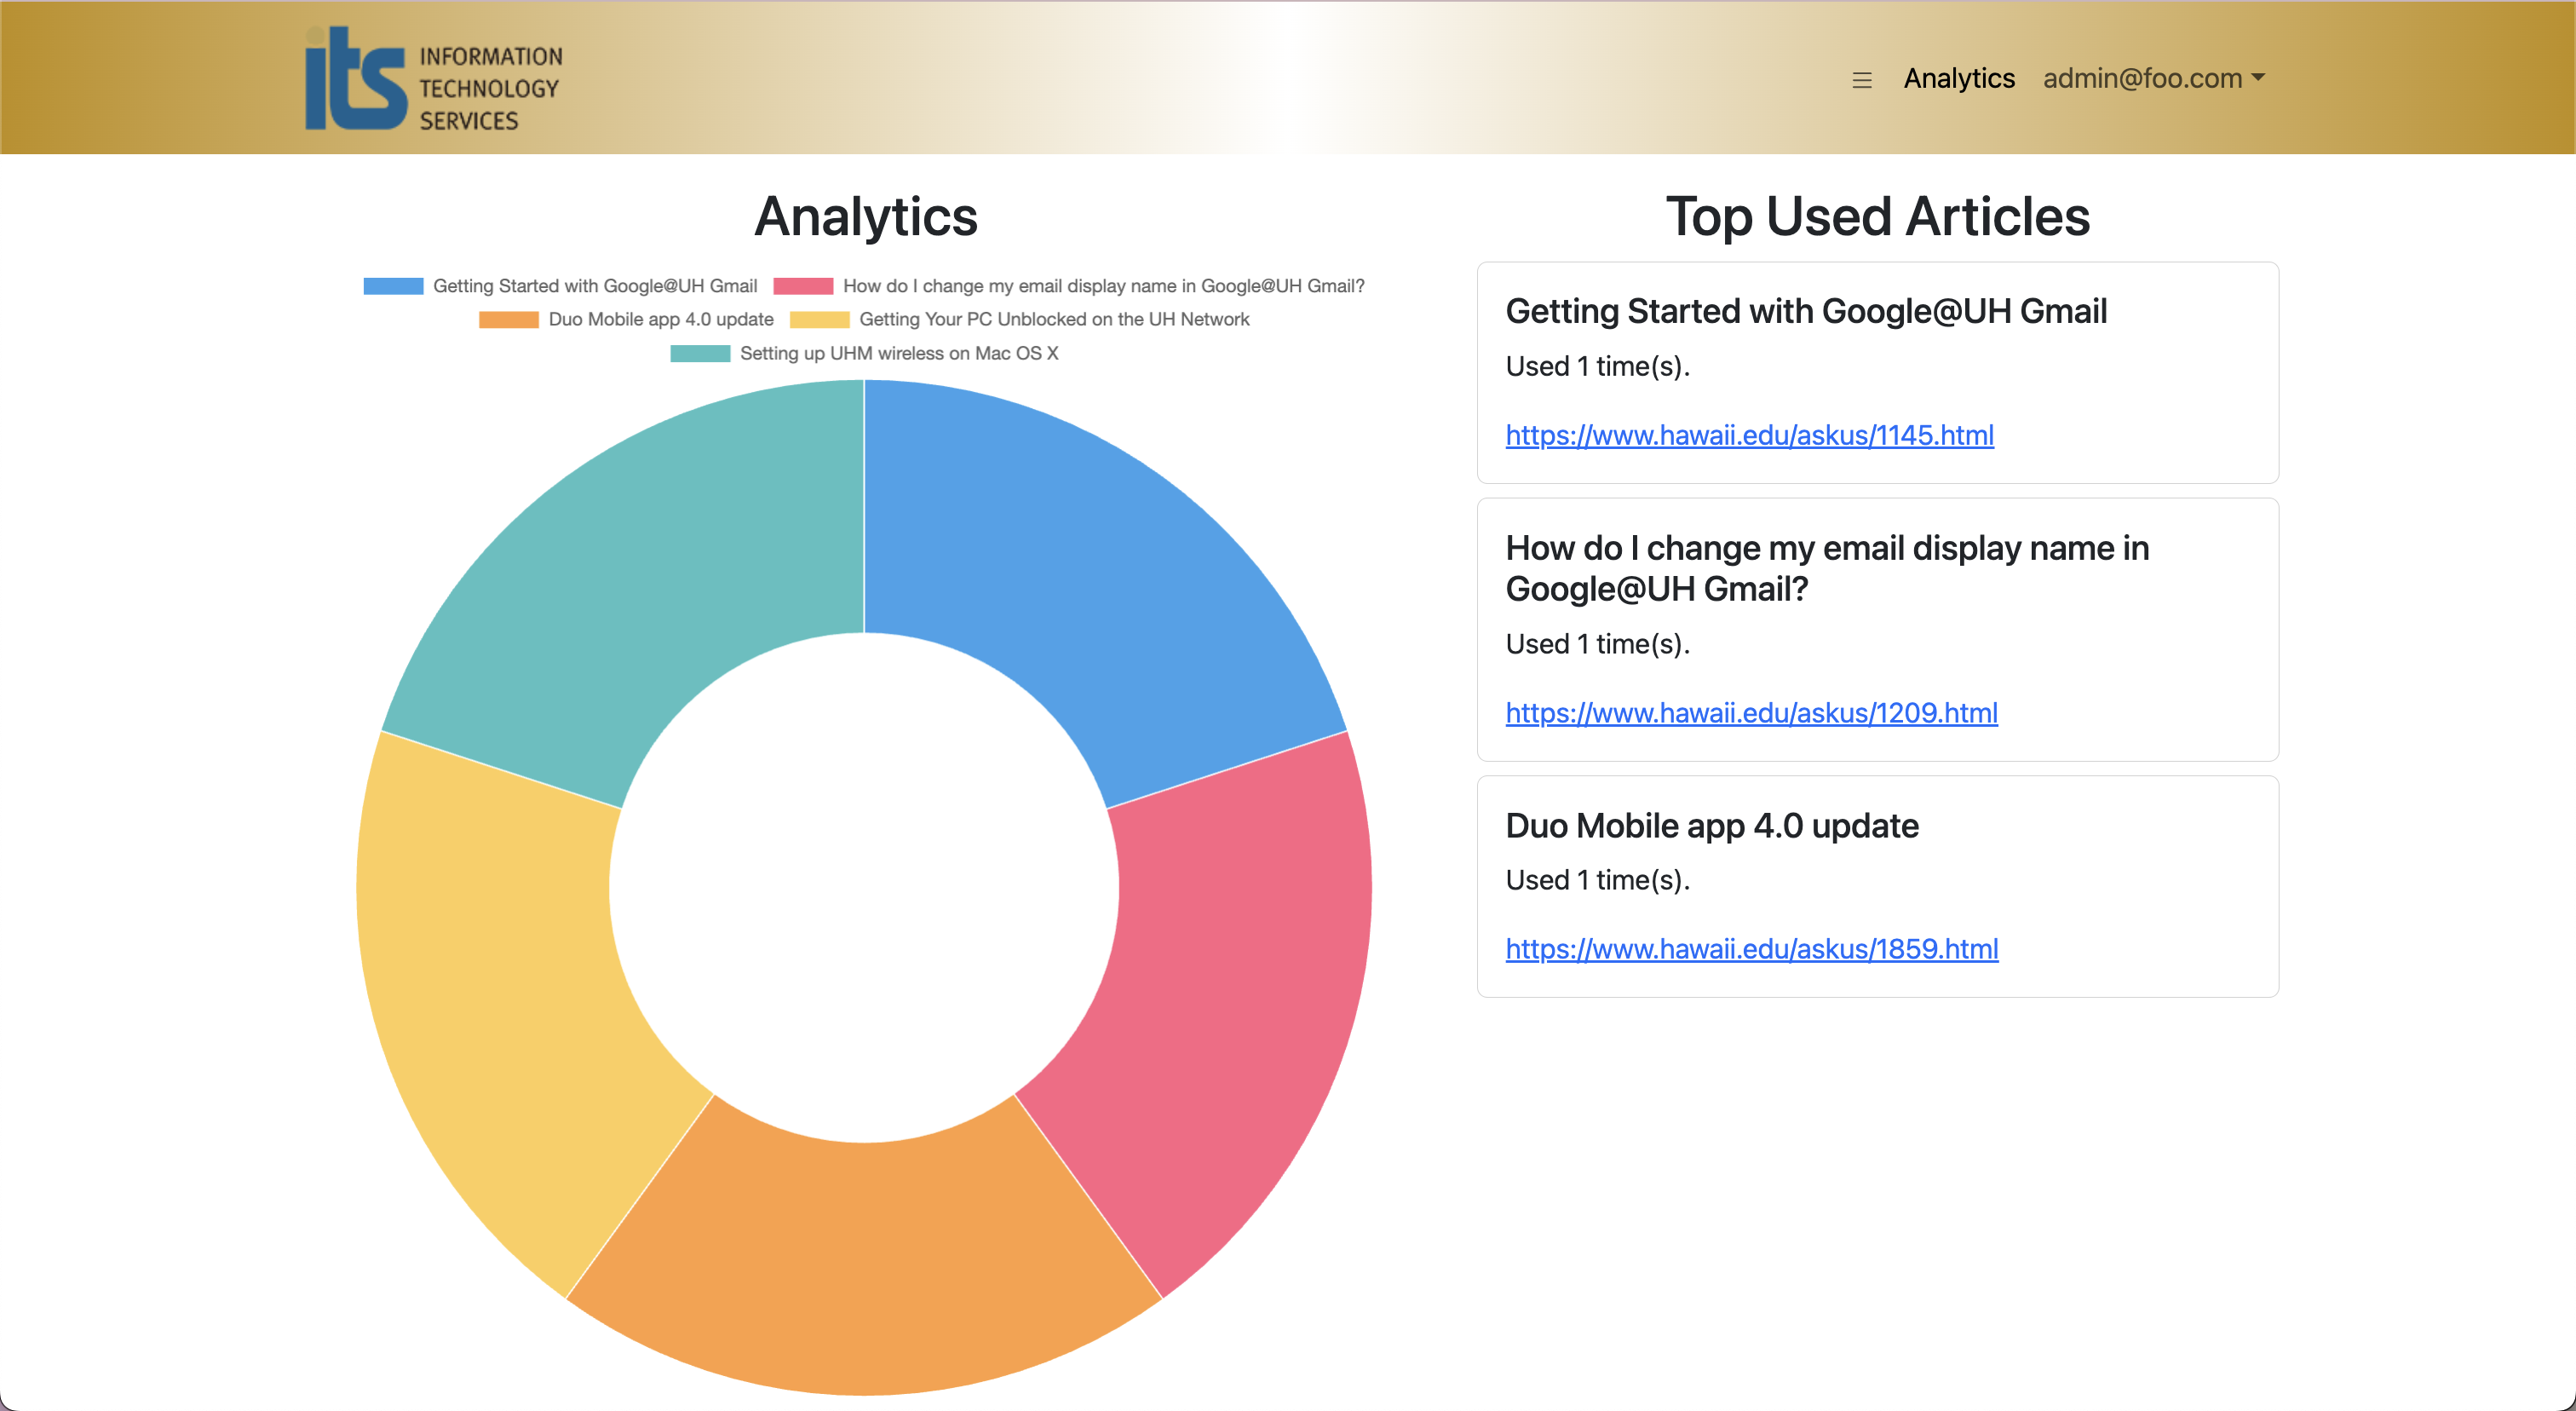 its INFORMATION
TECHNOLOGY
SERVICES
Analytics admin@foo.com
Analytics
Getting Started with Google@UH Gmail How do I change my email display name in Google@UH Gmail?
Duo Mobile app 4.0 update Getting Your PC Unblocked on the UH Network
Setting up UHM wireless on Mac OS X
Top Used Articles
Getting Started with Google@UH Gmail
Used 1 time(s).
https://www.hawaii.edu/askus/1145.html
How do I change my email display name in
Google@UH Gmail?
Used 1 time(s).
https://www.hawaii.edu/askus/1209.html
Duo Mobile app 4.0 update
Used 1 time(s).
https://www.hawaii.edu/askus/1859.html